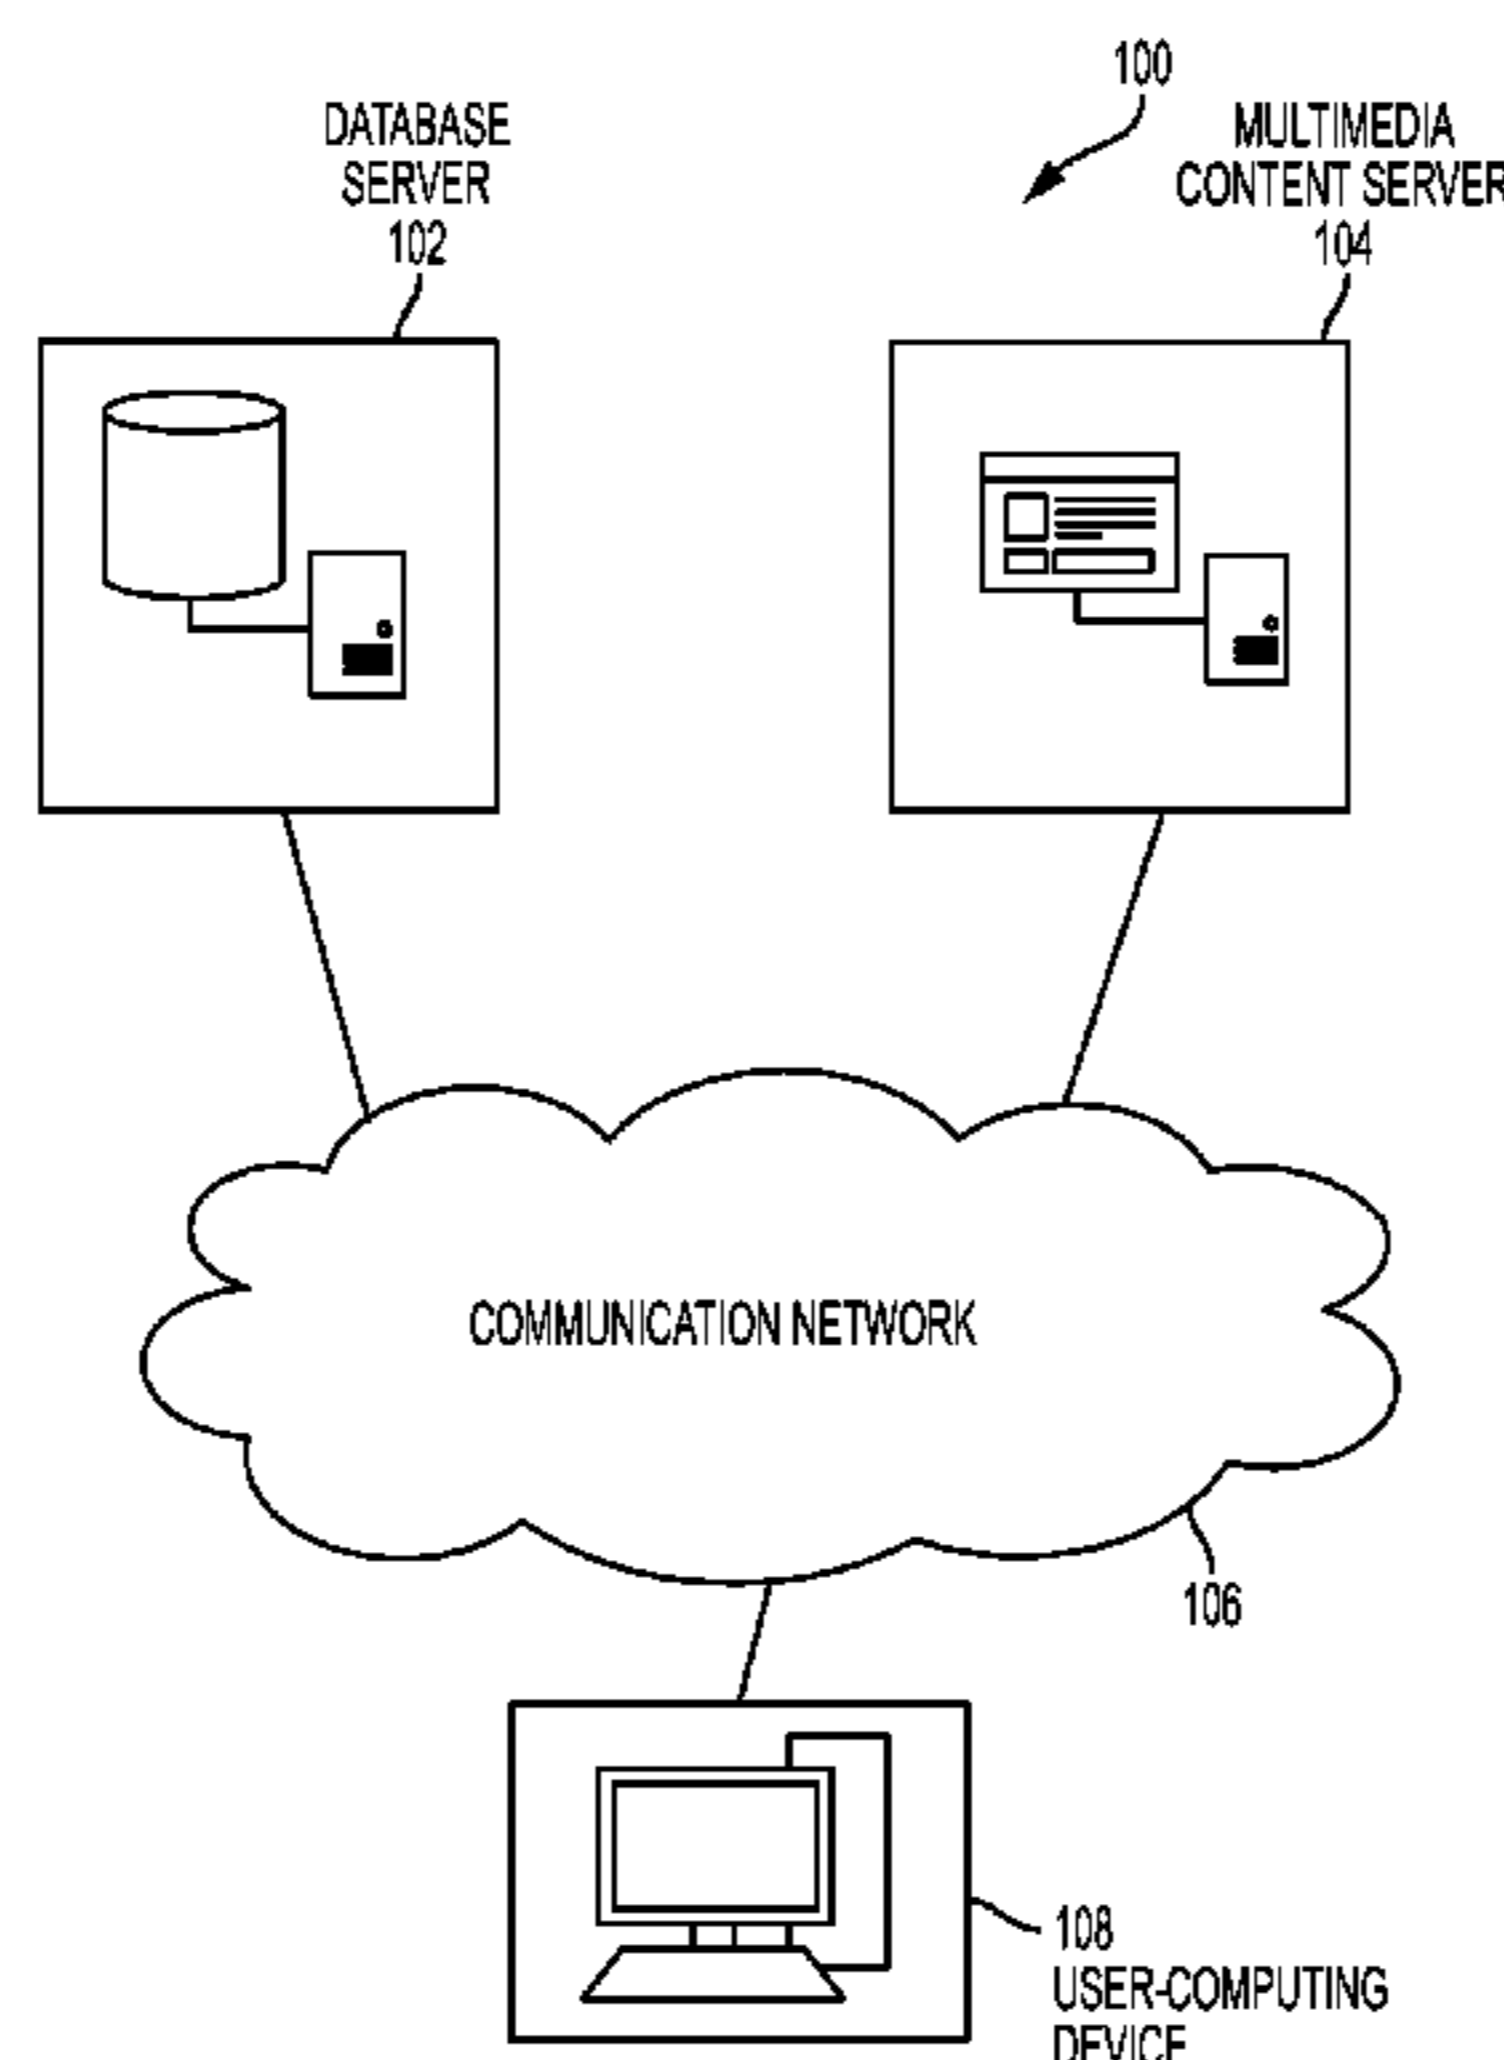 100
DATABASE
SERVER
102
MULTIMEDIA
CONTENT SERVER
104
COMMUNICATION NETWORK
106
108
USER-COMPUTING
DEVICE